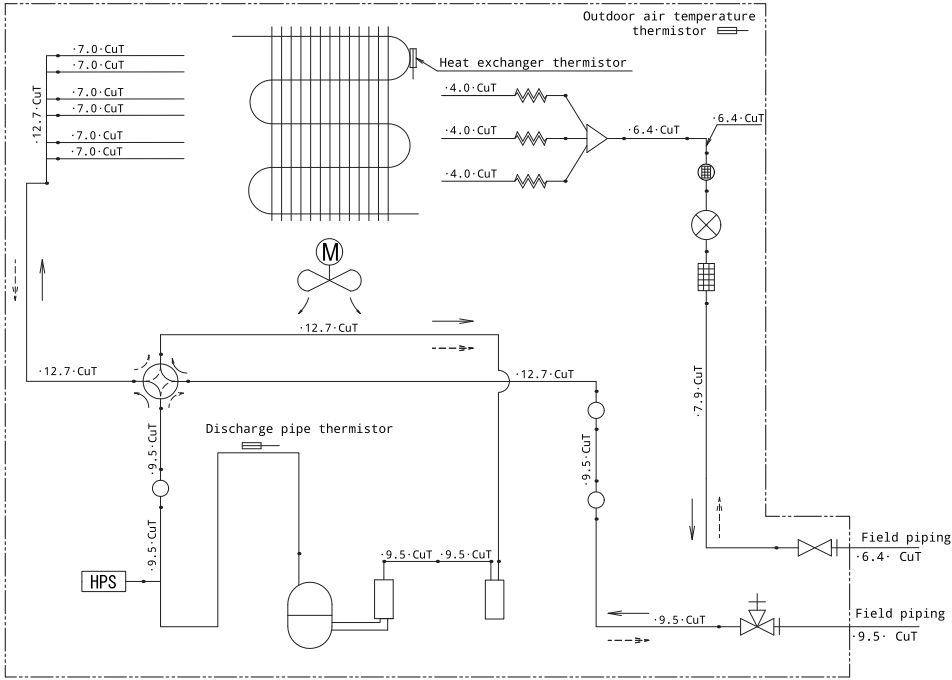 Outdoor air temperature
thermistor
·7.0·CuT
·7.0·CuT
·7.0·CuT
·7.0·CuT
·7.0·CuT
·7.0·CuT
·12.7·CuT
Heat exchanger thermistor
·4.0·CuT
·4.0·CuT
·4.0·CuT
·6.4·CuT
·6.4·CuT
M
·12.7·CuT
·12.7·CuT
·12.7·CuT
·7.9·CuT
Discharge pipe thermistor
·9.5·CuT
·9.5·CuT
·9.5·CuT
HPS
·9.5·CuT ·9.5·CuT
Field piping
·6.4· CuT
·9.5·CuT
Field piping
·9.5· CuT